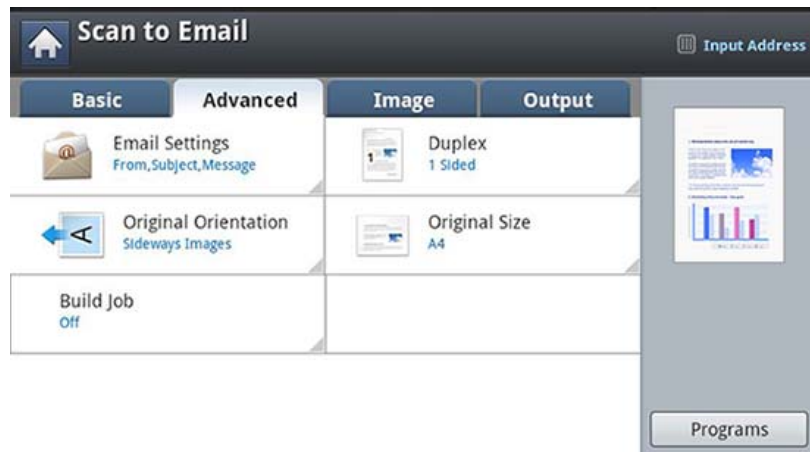 Scan to Email
Input Address
Basic
Advanced
Image
Output
Email Settings
From,Subject,Message
Duplex
1 Sided
Original Orientation
Sideways Images
Original Size
A4
Build Job
Off
Programs